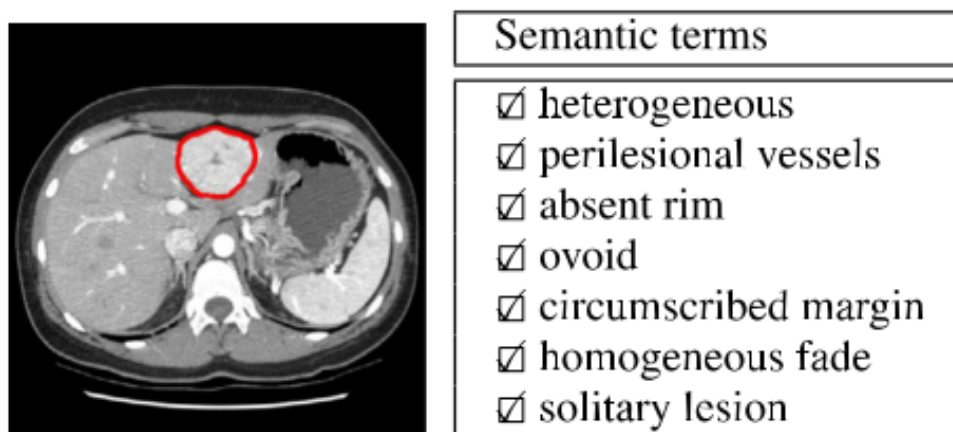 Semantic terms
☑ heterogeneous
☑ perilesional vessels
☑ absent rim
☑ ovoid
☑ circumscribed margin
☑ homogeneous fade
☑ solitary lesion